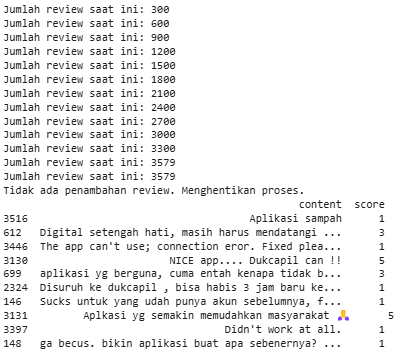 Jumlah review saat ini: 300
Jumlah review saat ini: 600
Jumlah review saat ini: 900
Jumlah review saat ini: 1200
Jumlah review saat ini: 1500
Jumlah review saat ini: 1800
Jumlah review saat ini: 2100
Jumlah review saat ini: 2400
Jumlah review saat ini: 2700
Jumlah review saat ini: 3000
Jumlah review saat ini: 3300
Jumlah review saat ini: 3579
Jumlah review saat ini: 3579
Tidak ada penambahan review. Menghentikan proses.
content score
3516 Aplikasi sampah 1
612 Digital setengah hati, masih harus mendatangi ... 3
3446 The app can't use; connection eror. Fixed plea... 1
3130 NICE app.... Dukcapil can !! 5
699 aplikasi yg berguna, cuma entah kenapa tidak b... 3
2324 Disuruh ke dukcapil , bisa habis 3 jam baru ke... 1
146 Sucks untuk yang udah punya akun sebelumnya, f... 1
3131 Aplkasi yg semakin memudahkan masyarakat 🙏 5
3397 Didn't work at all. 1
148 ga becus. bikin aplikasi buat apa sebenernya? ... 1